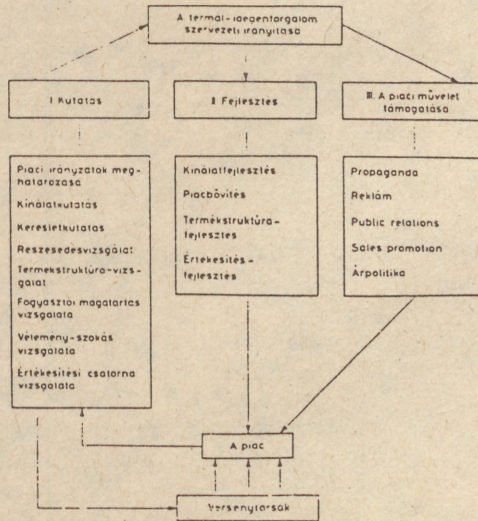 A termál-idegenforgalom
szervezeti irányítása
I Kutatás
II Fejlesztés
III. A piaci művelet
támogatása
Piaci irányzatok meg-
határozása
Kínálatkutatás
Keresletkutatás
Részesedésvizsgálat
Termékstruktúra-vizs-
gálat
Fogyasztói magatartás
vizsgálata
Vélemény-szokás
vizsgálata
Értékesítési csatorna
vizsgálata
Kínálatfejlesztés
Piacbővítés
Termékstruktúra-
fejlesztés
Értékesítés-
fejlesztés
Propaganda
Reklám
Public relations
Sales promotion
Árpolitika
A piac
Versenytársak